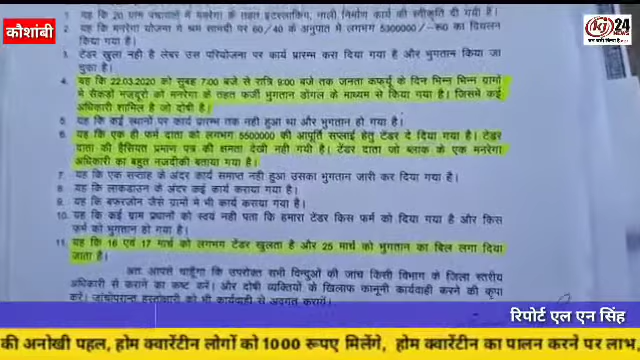 कौशांबी
24
NEWS
1 यह कि 20 ग्राम पंचायतों में मनरेगा के तहत इंटरलॉकिंग, नाली निर्माण कार्य की स्वीकृति दी गयी है।
2 यह कि मनरेगा योजना में श्रम सामग्री पर 60/40 के अनुपात में लगभग 5300000/- का विचलन
किया गया है।
3 टेंडर खुला नही है लेबर उस परियोजना पर कार्य प्रारम्भ करा दिया गया है और भुगतान किया जा
चुका है।
4. यह कि 22.03.2020 को सुबह 7:00 बजे से रात्रि 9:00 बजे तक जनता कर्फ्यू के दिन भिन्न भिन्न ग्रामों
मे सैकड़ो मजदूरो को मनरेगा के तहत फर्जी भुगतान डोंगल के माध्यम से किया गया है। जिसमे कई
अधिकारी शामिल है जो दोषी है।
5 यह कि कई स्थानों पर कार्य प्रारम्भ तक नही हुआ था और भुगतान हो गया है।
6 यह कि एक ही फर्म दाता को लगभग 5500000 की आपूर्ति सप्लाई हेतु टेंडर दे दिया गया है। टेंडर
दाता की हैसियत प्रमाण पत्र की क्षमता देखी नही गयी है। टेंडर दाता जो ब्लाक के एक मनरेगा
अधिकारी का बहुत नजदीकी बताया गया है।
7 यह कि एक सप्ताह के अंदर कार्य समाप्त नही हुआ उसका भुगतान जारी कर दिया गया है।
8 यह कि लाकडाउन के अंदर कई कार्य कराया गया है।
9 यह कि बफरजोन जैसे ग्रामो मे भी कार्य कराया गया है।
10 यह कि कई ग्राम प्रधानों को स्वयं नही पता कि हमारा टेंडर किस फर्म को दिया गया है और किस
फर्म को भुगतान हो गया है।
11. यह कि 16 एवं 17 मार्च को लगभग टेंडर खुलता है और 25 मार्च को भुगतान का बिल लगा दिया
जाता है।
अतः आपसे चाहूँगा कि उपरोक्त सभी विन्दुओं की जांच किसी विभाग के जिला स्तरीय
अधिकारी से कराने का कष्ट करें। और दोषी व्यक्तियों के खिलाफ कानूनी कार्यवाही करने की कृपा
करें। जांचोपरान्त हस्ताक्षरी को भी कार्यवाही से अवगत करायें।
रिपोर्ट एल एन सिंह
की अनोखी पहल, होम क्वारेंटीन लोगों को 1000 रूपए मिलेंगे, होम क्वारेंटीन का पालन करने पर लाभ,